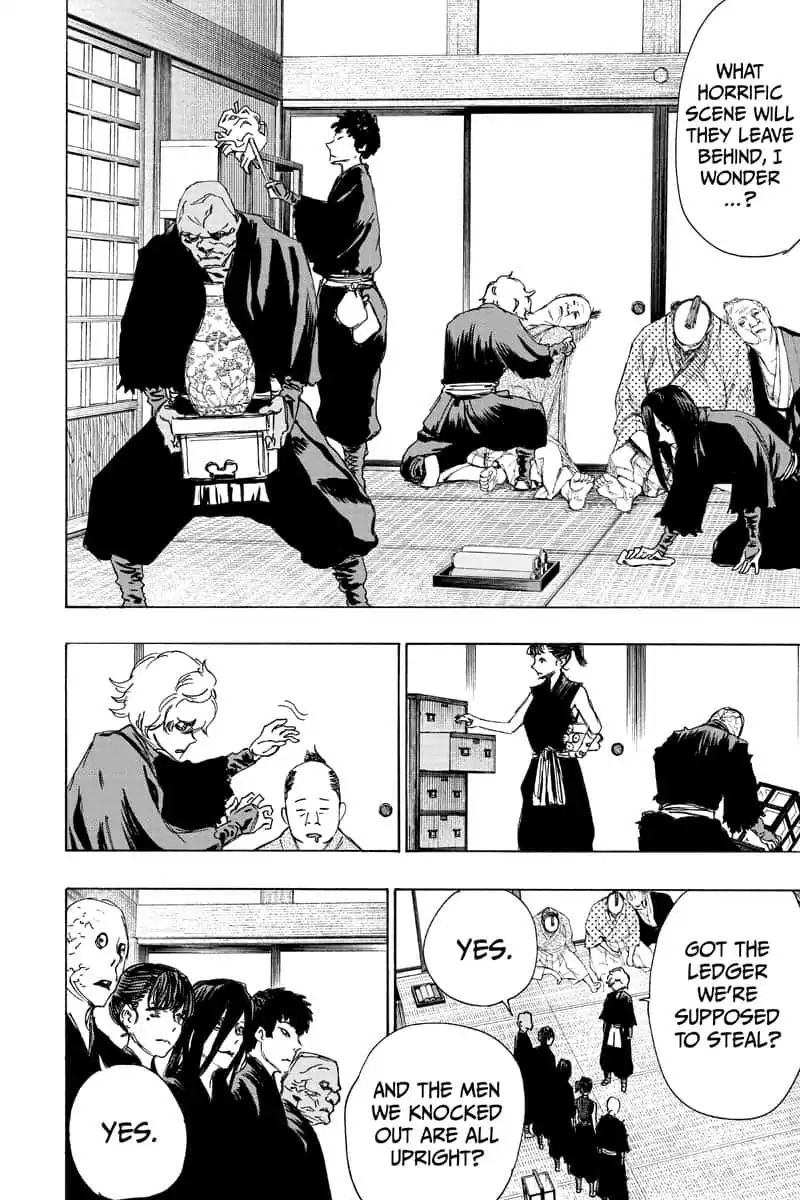 WHAT
HORRIFIC
SCENE WILL
THEY LEAVE
BEHIND, I
WONDER
...?
GOT THE
LEDGER
WE'RE
SUPPOSED
TO STEAL?
YES.
AND THE MEN
WE KNOCKED
OUT ARE ALL
UPRIGHT?
YES.